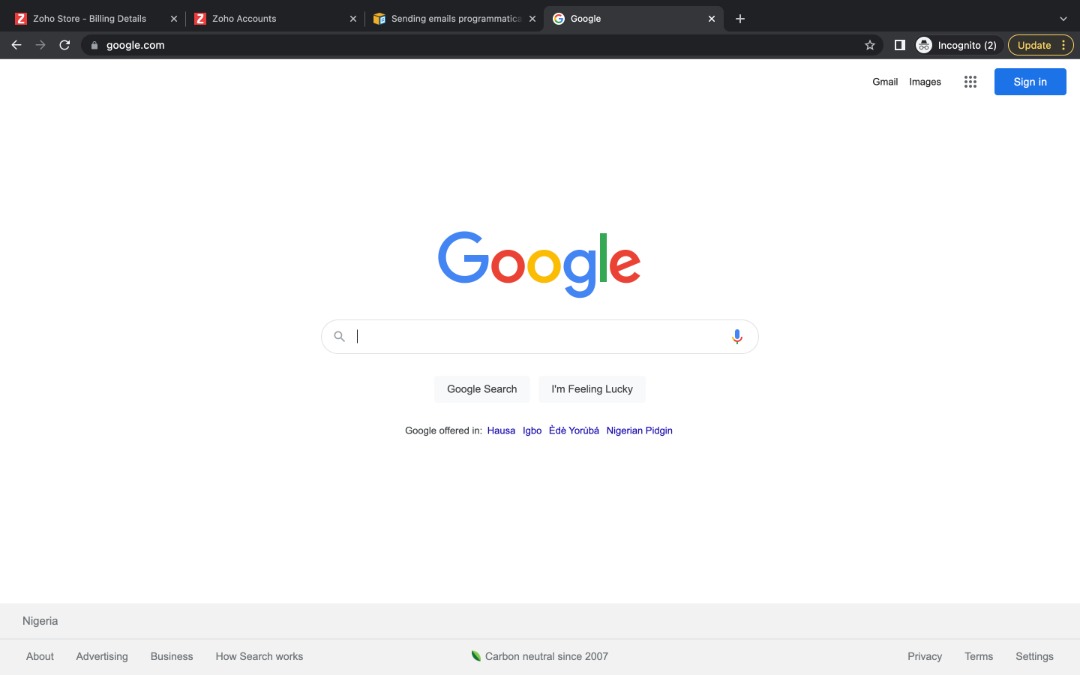 Zoho Store - Billing Details
Zoho Accounts
Sending emails programmatica
Google
google.com
Incognito (2)
Update
Gmail Images
Sign in
Google
Google Search
I'm Feeling Lucky
Google offered in: Hausa Igbo Èdè Yorùbá Nigerian Pidgin
Nigeria
About Advertising Business How Search works
Carbon neutral since 2007
Privacy Terms Settings